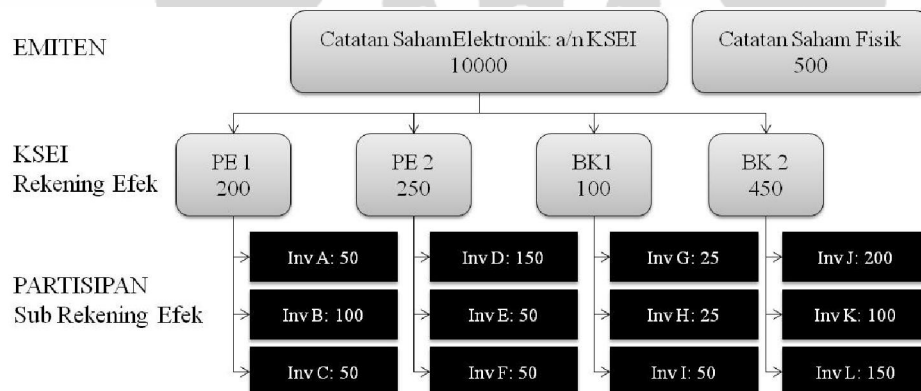 EMITEN
Catatan SahamElektronik: a/n KSEI
10000
Catatan Saham Fisik
500
KSEI
Rekening Efek
PE 1
200
PE 2
250
BK1
100
BK 2
450
PARTISIPAN
Sub Rekening Efek
Inv A: 50
Inv D: 150
Inv G: 25
Inv J: 200
Inv B: 100
Inv E: 50
Inv H: 25
Inv K: 100
Inv C: 50
Inv F: 50
Inv I: 50
Inv L: 150